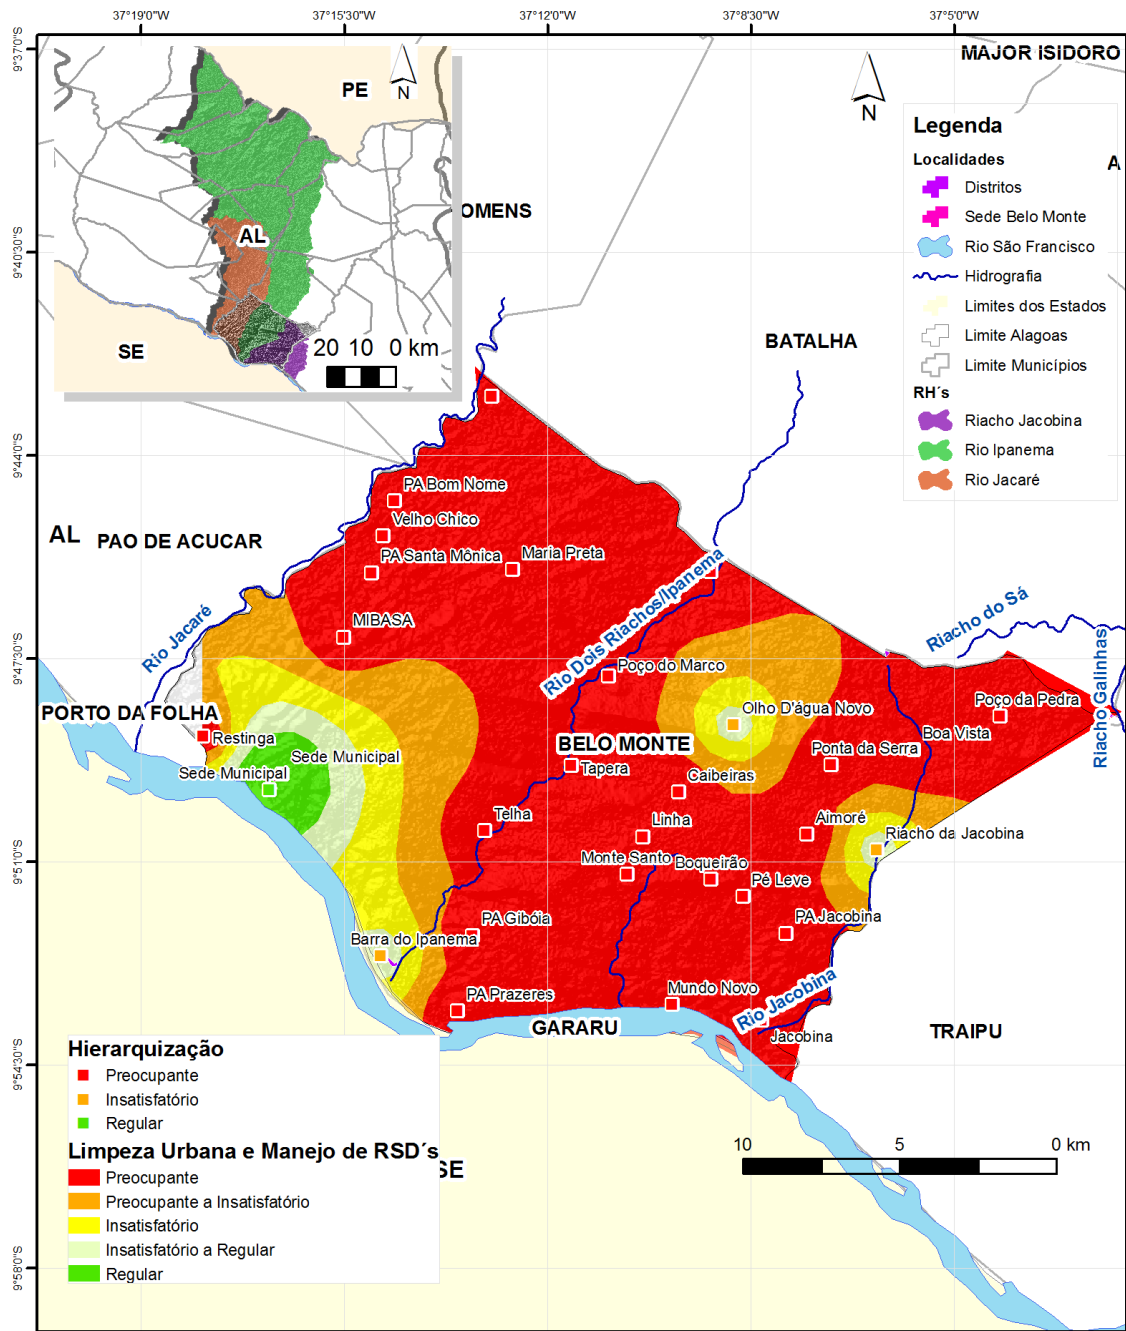 37°19'0"W
37°15'30"W
37°12'0"W
37°8'30"W
37°5'0"W
9°37'0"S
9°40'30"S
9°44'0"S
9°47'30"S
9°51'0"S
9°54'30"S
9°58'0"S
PE
N
AL
SE
20 10 0 km
MAJOR ISIDORO
N
A
OMENS
BATALHA
Legenda
Localidades
Distritos
Sede Belo Monte
Rio São Francisco
Hidrografia
Limites dos Estados
Limite Alagoas
Limite Municípios
RH´s
Riacho Jacobina
Rio Ipanema
Rio Jacaré
AL
PAO DE ACUCAR
PA Bom Nome
Velho Chico
PA Santa Mônica
Maria Preta
MIBASA
Rio Jacaré
Rio Dois Riachos/Ipanema
Riacho do Sá
Riacho Galinhas
Poço do Marco
PORTO DA FOLHA
Restinga
Sede Municipal
Sede Municipal
Olho D'água Novo
BELO MONTE
Poço da Pedra
Boa Vista
Ponta da Serra
Tapera
Caibeiras
Telha
Linha
Aimoré
Riacho da Jacobina
Monte Santo
Boqueirão
Pé Leve
PA Gibóia
PA Jacobina
Barra do Ipanema
PA Prazeres
Mundo Novo
Rio Jacobina
Jacobina
GARARU
TRAIPU
Hierarquização
Preocupante
Insatisfatório
Regular
Limpeza Urbana e Manejo de RSD´s
Preocupante
Preocupante a Insatisfatório
Insatisfatório
Insatisfatório a Regular
Regular
SE
10 5 0 km